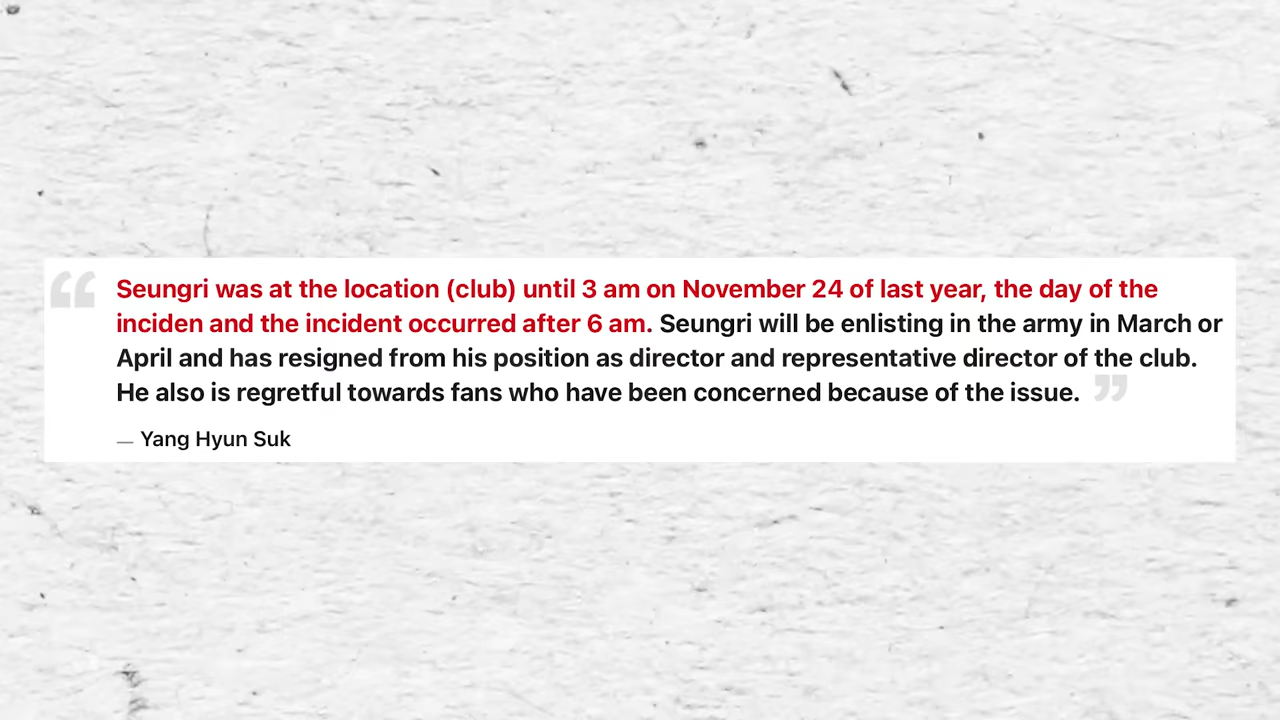 “ Seungri was at the location (club) until 3 am on November 24 of last year, the day of the
inciden and the incident occurred after 6 am. Seungri will be enlisting in the army in March or
April and has resigned from his position as director and representative director of the club.
He also is regretful towards fans who have been concerned because of the issue. ”
— Yang Hyun Suk